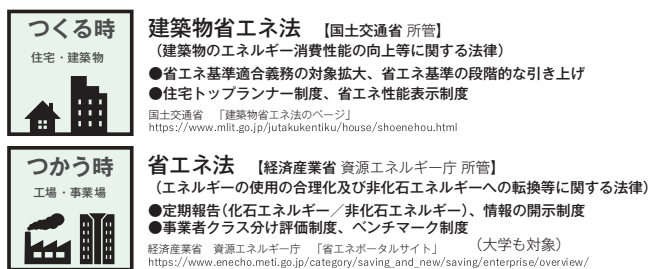 つくる時
住宅・建築物
建築物省エネ法 【国土交通省 所管】
（建築物のエネルギー消費性能の向上等に関する法律）
●省エネ基準適合義務の対象拡大、省エネ基準の段階的な引き上げ
●住宅トップランナー制度、省エネ性能表示制度
国土交通省 「建築物省エネ法のページ」
https://www.mlit.go.jp/jutakukentiku/house/shoenehou.html
つかう時
工場・事業場
省エネ法 【経済産業省 資源エネルギー庁 所管】
（エネルギーの使用の合理化及び非化石エネルギーへの転換等に関する法律）
●定期報告（化石エネルギー／非化石エネルギー）、情報の開示制度
●事業者クラス分け評価制度、ベンチマーク制度
（大学も対象）
経済産業省 資源エネルギー庁 「省エネポータルサイト」
https://www.enecho.meti.go.jp/category/saving_and_new/saving/enterprise/overview/